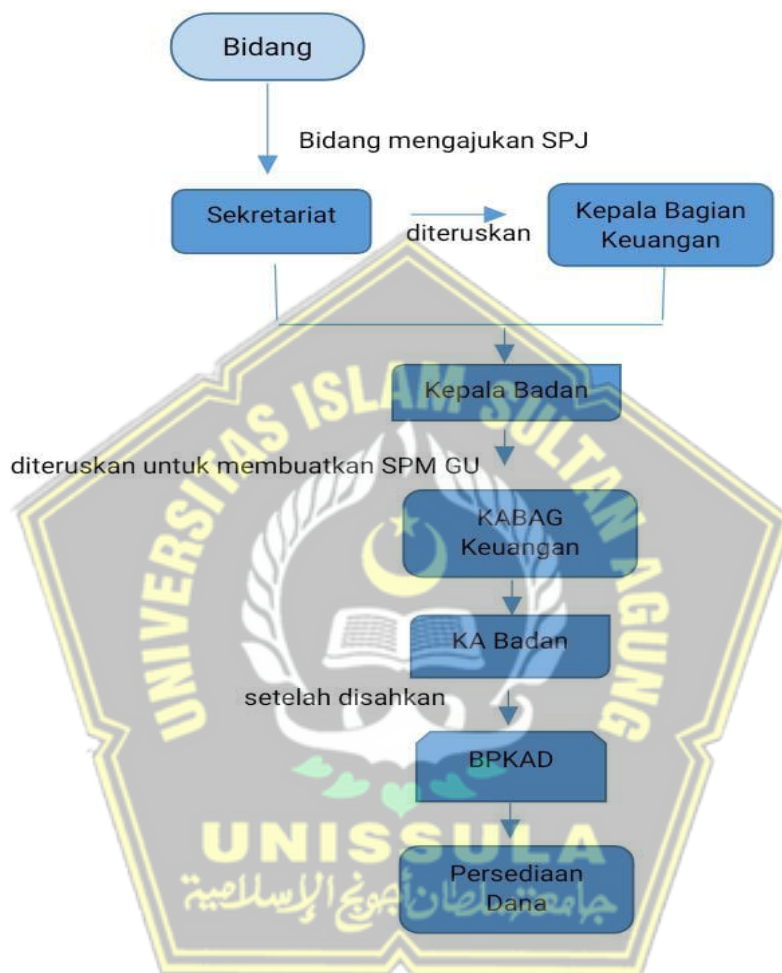 Bidang
Bidang mengajukan SPJ
Sekretariat
diteruskan
Kepala Bagian
Keuangan
Kepala Badan
diteruskan untuk membuatkan SPM GU
KABAG
Keuangan
KA Badan
setelah disahkan
BPKAD
Persediaan
Dana
UNIVERSITAS ISLAM SULTAN AGUNG
UNISSULA
جامعة سلطان أجونج الإسلامية